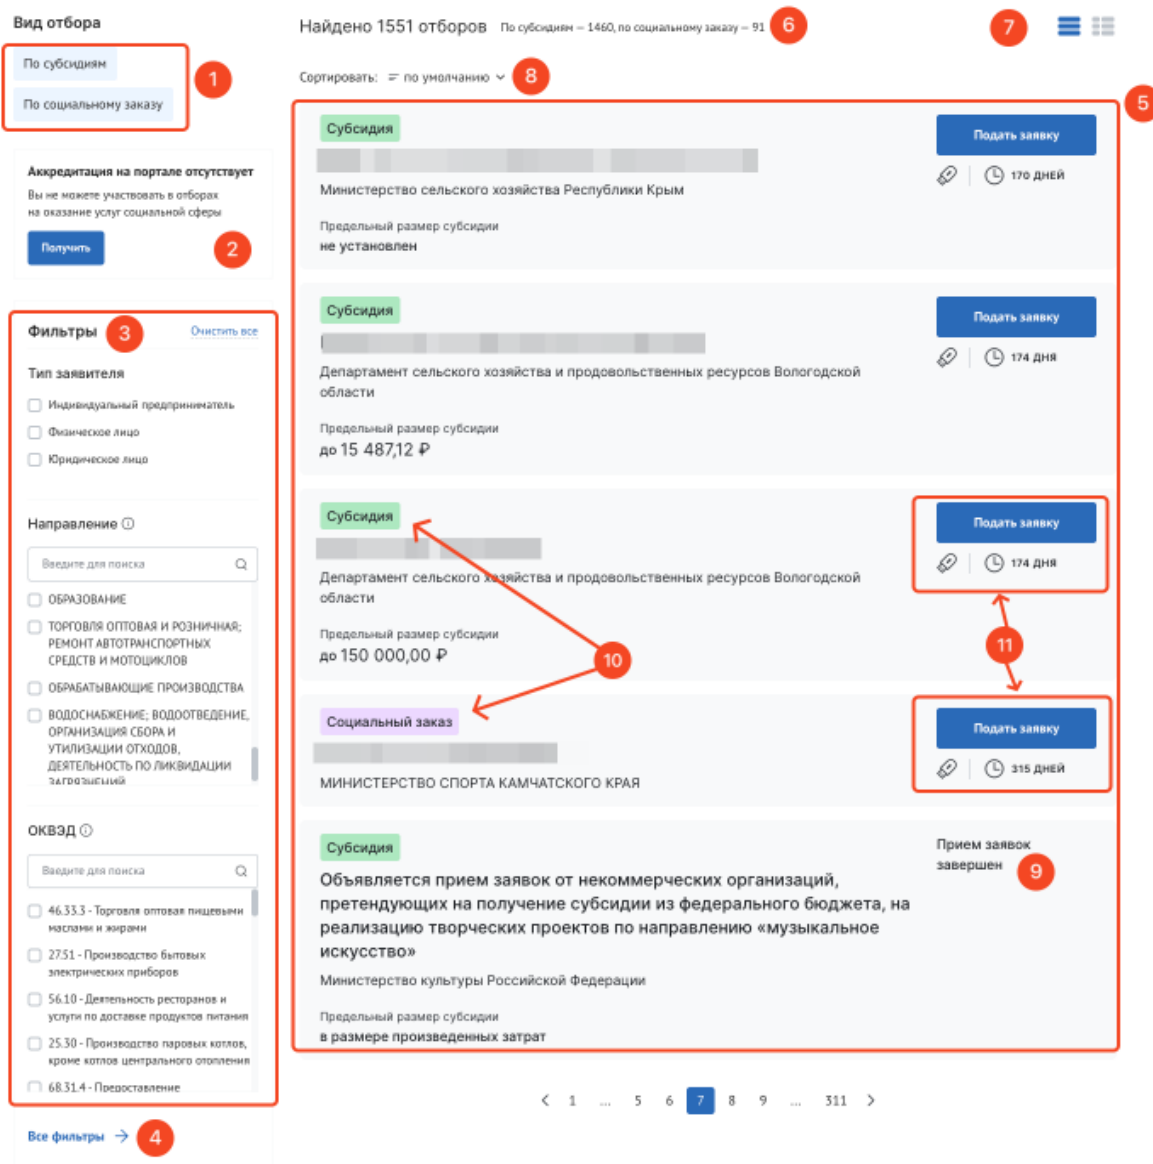 Вид отбора
По субсидиям
1
По социальному заказу
Аккредитация на портале отсутствует
Вы не можете участвовать в отборах
на оказание услуг социальной сферы
Получить
2
Фильтры
3
Очистить все
Тип заявителя
Индивидуальный предприниматель
Физическое лицо
Юридическое лицо
Направление
Введите для поиска
ОБРАЗОВАНИЕ
ТОРГОВЛЯ ОПТОВАЯ И РОЗНИЧНАЯ;
РЕМОНТ АВТОТРАНСПОРТНЫХ
СРЕДСТВ И МОТОЦИКЛОВ
ОБРАБАТЫВАЮЩИЕ ПРОИЗВОДСТВА
ВОДОСНАБЖЕНИЕ; ВОДООТВЕДЕНИЕ,
ОРГАНИЗАЦИЯ СБОРА И
УТИЛИЗАЦИИ ОТХОДОВ,
ДЕЯТЕЛЬНОСТЬ ПО ЛИКВИДАЦИИ
ЗАГРЯЗНЕНИЙ
ОКВЭД
Введите для поиска
46.33.3 - Торговля оптовая пищевыми
маслами и жирами
27.51 - Производство бытовых
электрических приборов
56.10 - Деятельность ресторанов и
услуги по доставке продуктов питания
25.30 - Производство паровых котлов,
кроме котлов центрального отопления
68.31.4 - Предоставление
Все фильтры →
4
Найдено 1551 отборов По субсидиям – 1460, по социальному заказу – 91
6
7
Сортировать: по умолчанию
8
5
Субсидия
Подать заявку
170 ДНЕЙ
Министерство сельского хозяйства Республики Крым
Предельный размер субсидии
не установлен
Субсидия
Подать заявку
174 ДНЯ
Департамент сельского хозяйства и продовольственных ресурсов Вологодской
области
Предельный размер субсидии
до 15 487,12 ₽
Субсидия
Подать заявку
174 ДНЯ
Департамент сельского хозяйства и продовольственных ресурсов Вологодской
области
Предельный размер субсидии
до 150 000,00 ₽
10
11
Социальный заказ
Подать заявку
315 ДНЕЙ
МИНИСТЕРСТВО СПОРТА КАМЧАТСКОГО КРАЯ
Субсидия
Прием заявок
завершен
9
Объявляется прием заявок от некоммерческих организаций,
претендующих на получение субсидии из федерального бюджета, на
реализацию творческих проектов по направлению «музыкальное
искусство»
Министерство культуры Российской Федерации
Предельный размер субсидии
в размере произведенных затрат
< 1 ... 5 6 7 8 9 ... 311 >